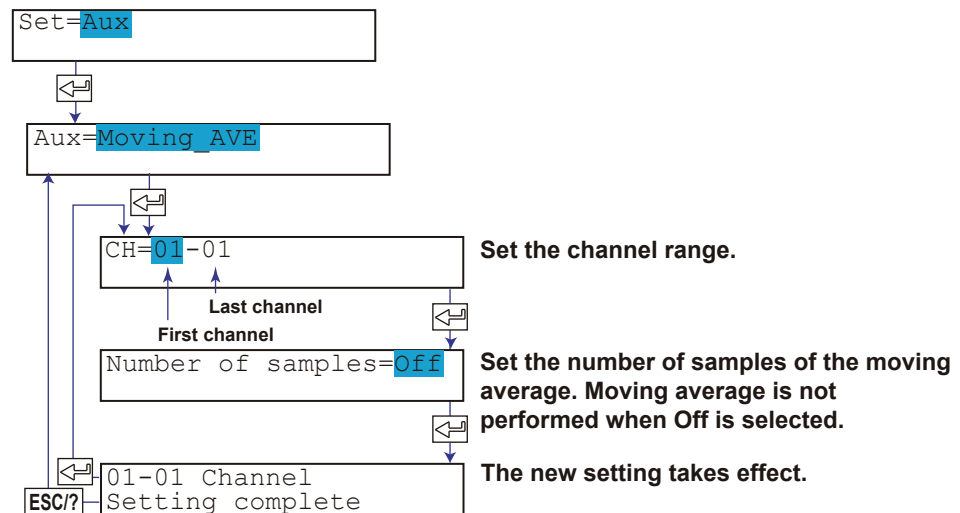 Set=Aux
Aux=Moving_AVE
CH=01-01
Set the channel range.
Last channel
First channel
Number of samples=Off
Set the number of samples of the moving
average. Moving average is not
performed when Off is selected.
01-01 Channel
Setting complete
The new setting takes effect.
ESC/?